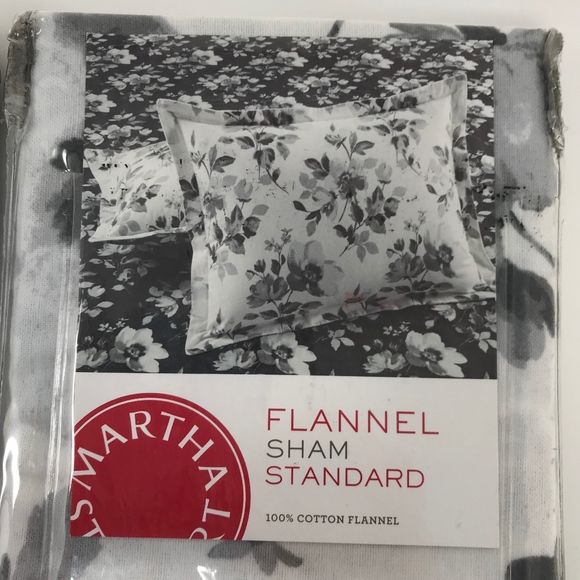 MARTHA
FLANNEL
SHAM
STANDARD
100% COTTON FLANNEL